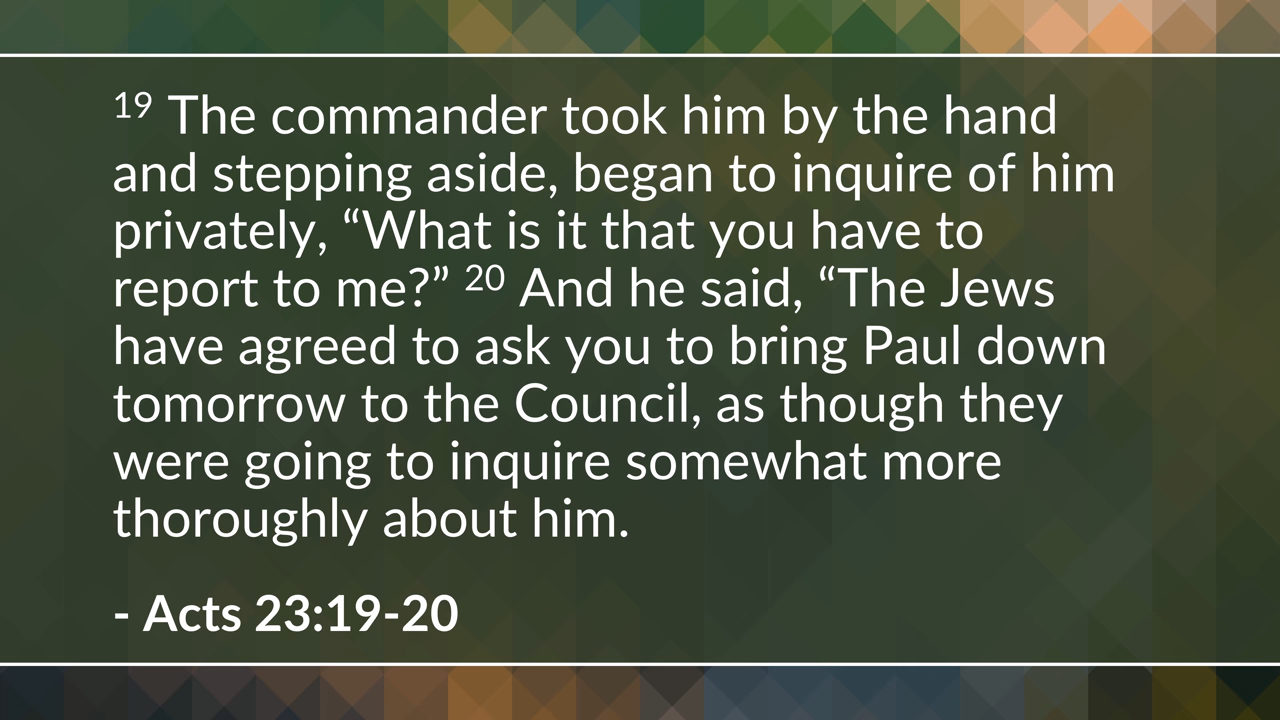 19 The commander took him by the hand
and stepping aside, began to inquire of him
privately, “What is it that you have to
report to me?” 20 And he said, “The Jews
have agreed to ask you to bring Paul down
tomorrow to the Council, as though they
were going to inquire somewhat more
thoroughly about him.
- Acts 23:19-20